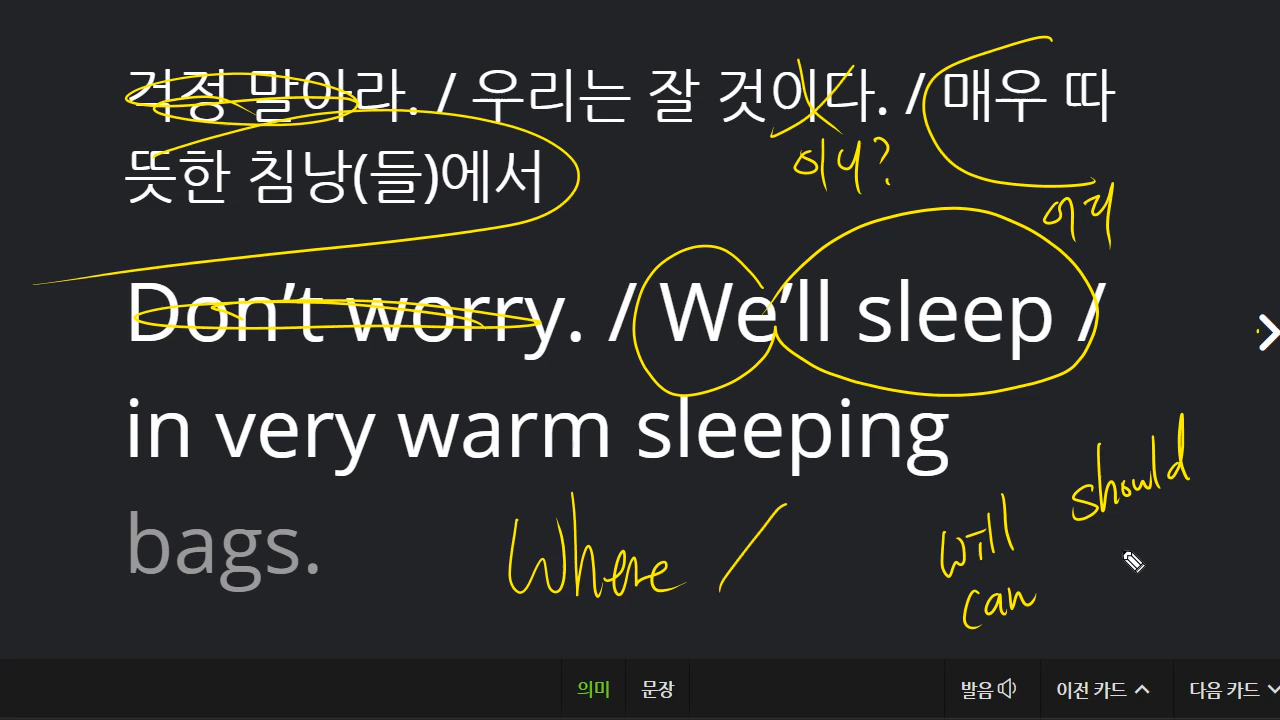 걱정 말아라. / 우리는 잘 것이다. / 매우 따
뜻한 침낭(들)에서
이니?
Don't worry. / We'll sleep /
in very warm sleeping
bags.
Where /
should
will
can
의미 문장 발음 이전 카드 다음 카드